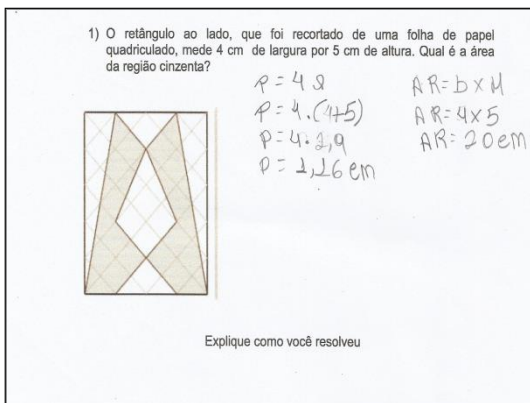 1) O retângulo ao lado, que foi recortado de uma folha de papel
quadriculado, mede 4 cm de largura por 5 cm de altura. Qual é a área
da região cinzenta?
P = 4 l
P = 4.(4+5)
P = 4.
P = 1,16 cm
AR = b x H
AR = 4 x 5
AR = 20 cm
Explique como você resolveu